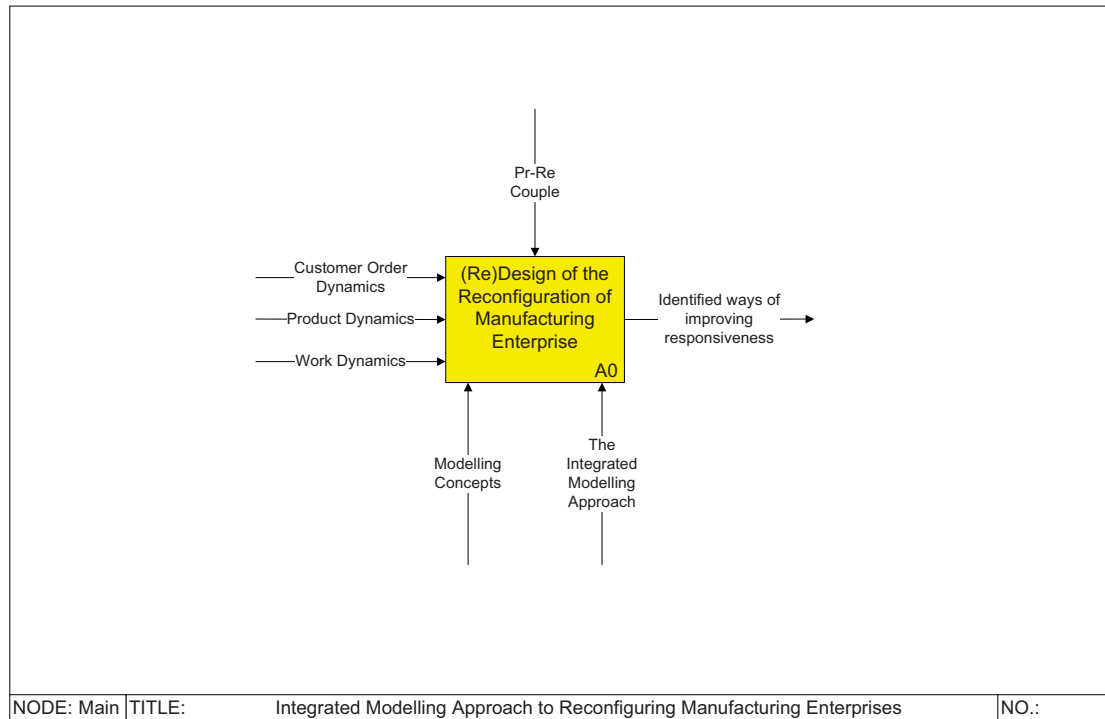 Pr-Re
Couple
Customer Order
Dynamics
Product Dynamics
Work Dynamics
(Re)Design of the
Reconfiguration of
Manufacturing
Enterprise
A0
Identified ways of
improving
responsiveness
Modelling
Concepts
The
Integrated
Modelling
Approach
NODE: Main TITLE: Integrated Modelling Approach to Reconfiguring Manufacturing Enterprises NO.: